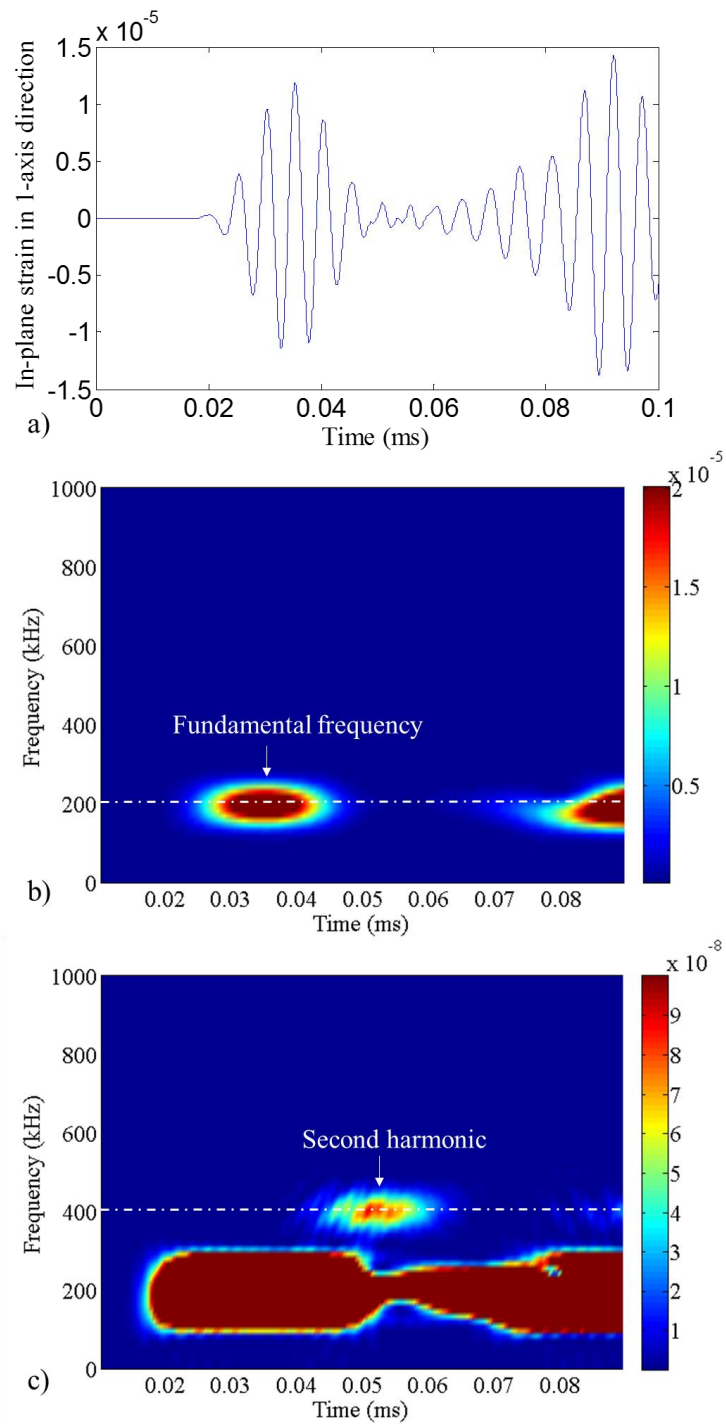 x 10-5
1.5
1
0.5
0
-0.5
-1
-1.5
0 0.02 0.04 0.06 0.08 0.1
In-plane strain in 1-axis direction
Time (ms)
a)
x 10-5
1000
800
600
400
200
0
Frequency (kHz)
Fundamental frequency
2
1.5
1
0.5
0.02 0.03 0.04 0.05 0.06 0.07 0.08
Time (ms)
b)
x 10-8
1000
800
600
400
200
0
Frequency (kHz)
Second harmonic
9
8
7
6
5
4
3
2
1
0.02 0.03 0.04 0.05 0.06 0.07 0.08
Time (ms)
c)